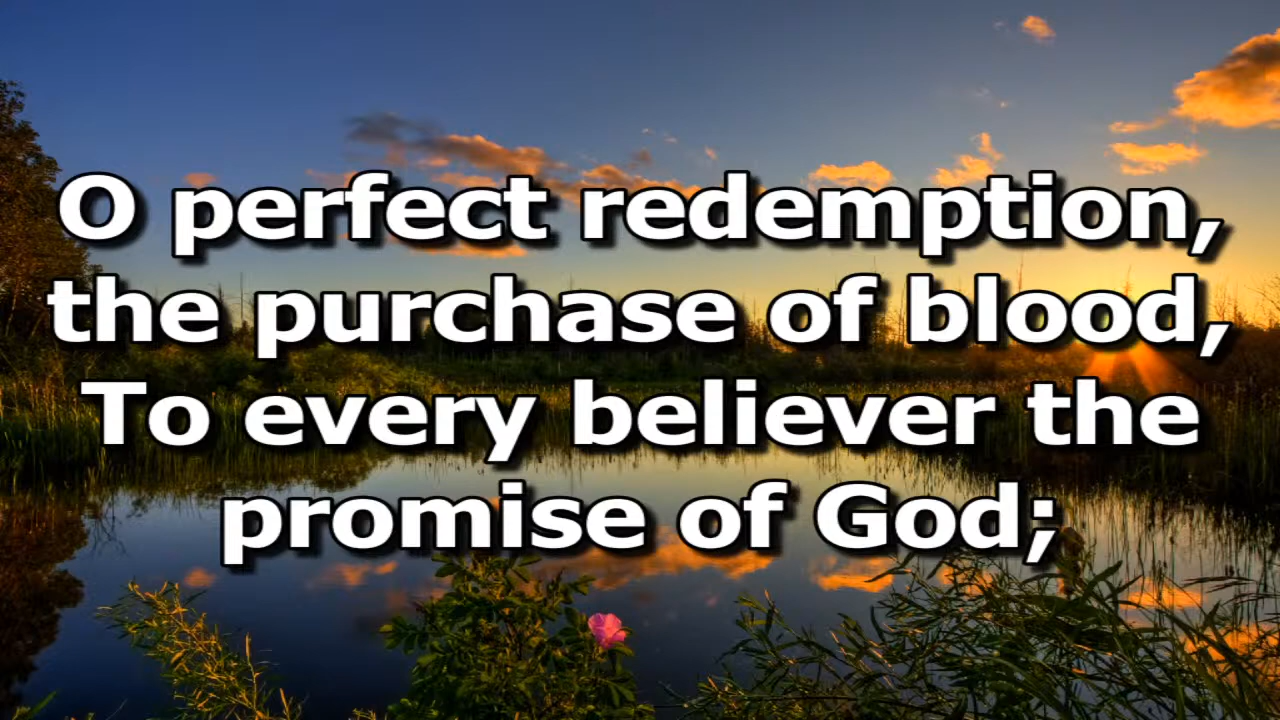 O perfect redemption,
the purchase of blood,
To every believer the
promise of God;